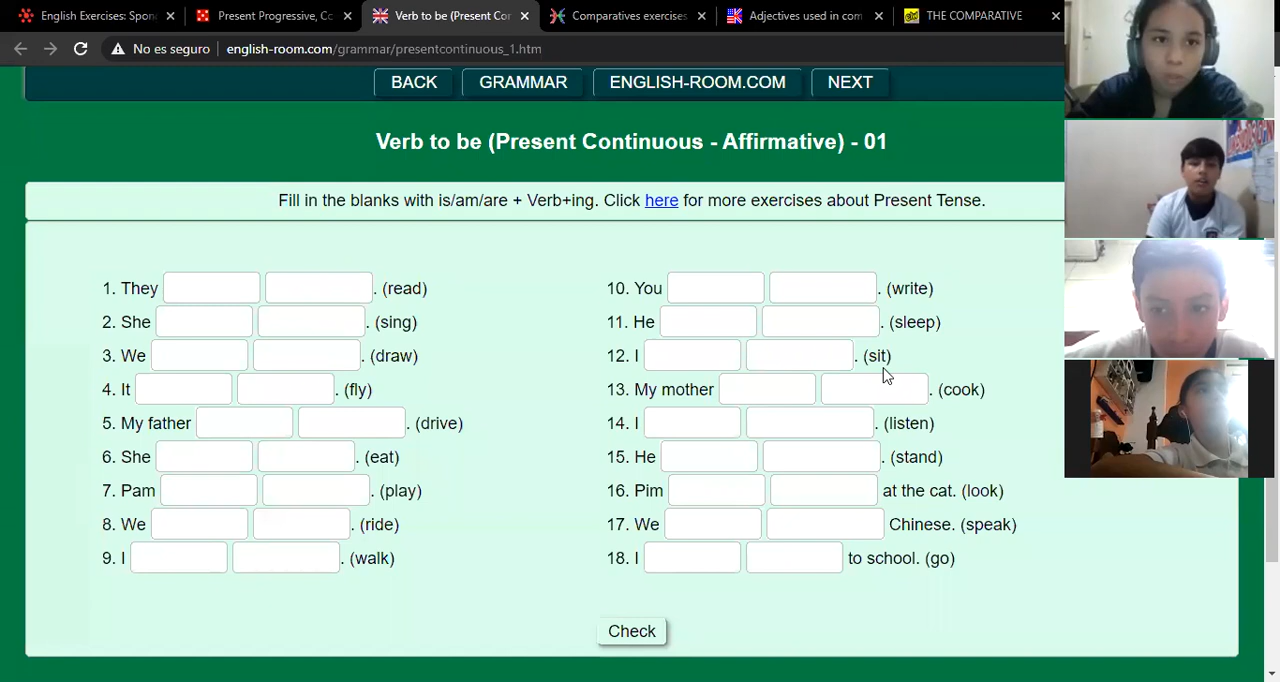 English Exercises: Spon
Present Progressive, Co
Verb to be (Present Con
Comparatives exercises
Adjectives used in com
THE COMPARATIVE
No es seguro
english-room.com/grammar/presentcontinuous_1.htm
BACK
GRAMMAR
ENGLISH-ROOM.COM
NEXT
Verb to be (Present Continuous - Affirmative) - 01
Fill in the blanks with is/am/are + Verb+ing. Click here for more exercises about Present Tense.
1. They . (read)
2. She . (sing)
3. We . (draw)
4. It . (fly)
5. My father . (drive)
6. She . (eat)
7. Pam . (play)
8. We . (ride)
9. I . (walk)
10. You . (write)
11. He . (sleep)
12. I . (sit)
13. My mother . (cook)
14. I . (listen)
15. He . (stand)
16. Pim at the cat. (look)
17. We Chinese. (speak)
18. I to school. (go)
Check